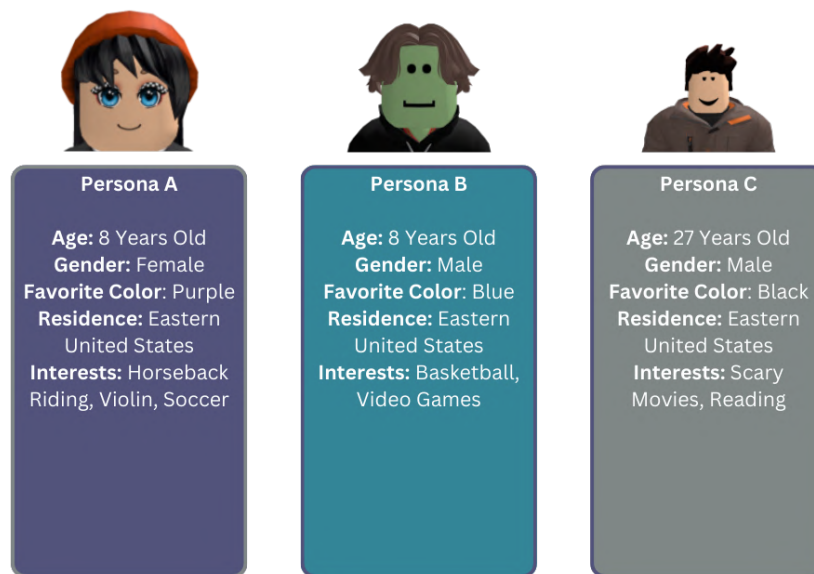 Persona A
Age: 8 Years Old
Gender: Female
Favorite Color: Purple
Residence: Eastern
United States
Interests: Horseback
Riding, Violin, Soccer
Persona B
Age: 8 Years Old
Gender: Male
Favorite Color: Blue
Residence: Eastern
United States
Interests: Basketball,
Video Games
Persona C
Age: 27 Years Old
Gender: Male
Favorite Color: Black
Residence: Eastern
United States
Interests: Scary
Movies, Reading